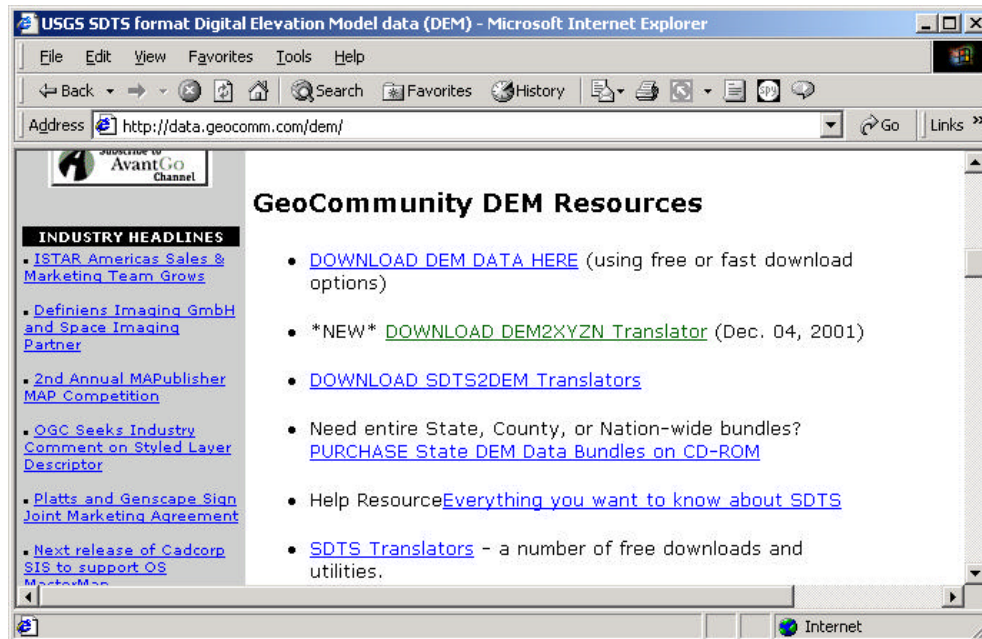 USGS SDTS format Digital Elevation Model data (DEM) - Microsoft Internet Explorer
File Edit View Favorites Tools Help
Back Search Favorites History
Address http://data.geocomm.com/dem/ Go Links »
Subscribe to
AvantGo
Channel
INDUSTRY HEADLINES
ISTAR Americas Sales &
Marketing Team Grows
Definiens Imaging GmbH
and Space Imaging
Partner
2nd Annual MAPublisher
MAP Competition
OGC Seeks Industry
Comment on Styled Layer
Descriptor
Platts and Genscape Sign
Joint Marketing Agreement
Next release of Cadcorp
SIS to support OS
MasterMap
GeoCommunity DEM Resources
• DOWNLOAD DEM DATA HERE (using free or fast download
options)
• *NEW* DOWNLOAD DEM2XYZN Translator (Dec. 04, 2001)
• DOWNLOAD SDTS2DEM Translators
• Need entire State, County, or Nation-wide bundles?
PURCHASE State DEM Data Bundles on CD-ROM
• Help ResourceEverything you want to know about SDTS
• SDTS Translators - a number of free downloads and
utilities.
Internet